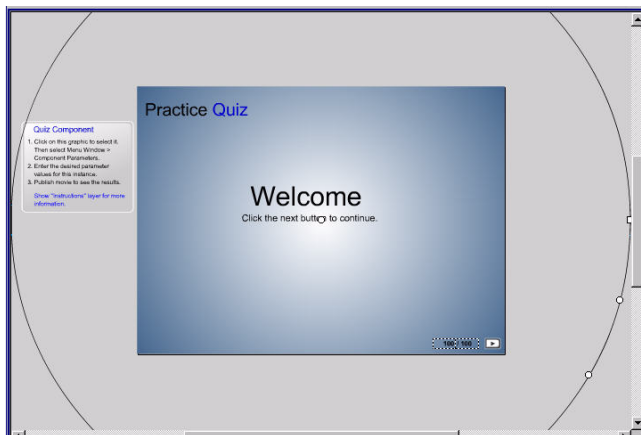 Practice Quiz
Quiz Component
1. Click on this graphic to select it.
Then select Menu Window >
Component Parameters.
2. Enter the desired parameter
values for this instance.
3. Publish movie to see the results.
Show "Instructions" layer for more
information.
Welcome
Click the next button to continue.
100 / 100